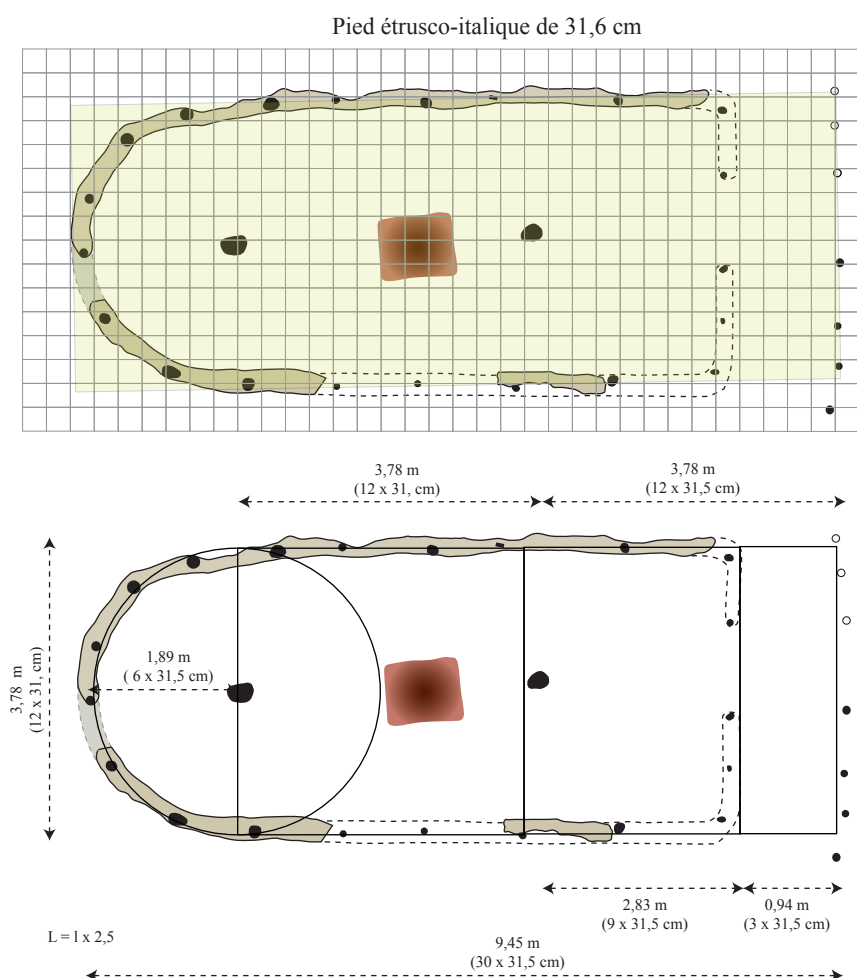 Pied étrusco-italique de 31,6 cm
3,78 m
(12 x 31, cm)
3,78 m
(12 x 31,5 cm)
1,89 m
( 6 x 31,5 cm)
3,78 m
(12 x 31, cm)
2,83 m
(9 x 31,5 cm)
0,94 m
(3 x 31,5 cm)
L = l x 2,5
9,45 m
(30 x 31,5 cm)